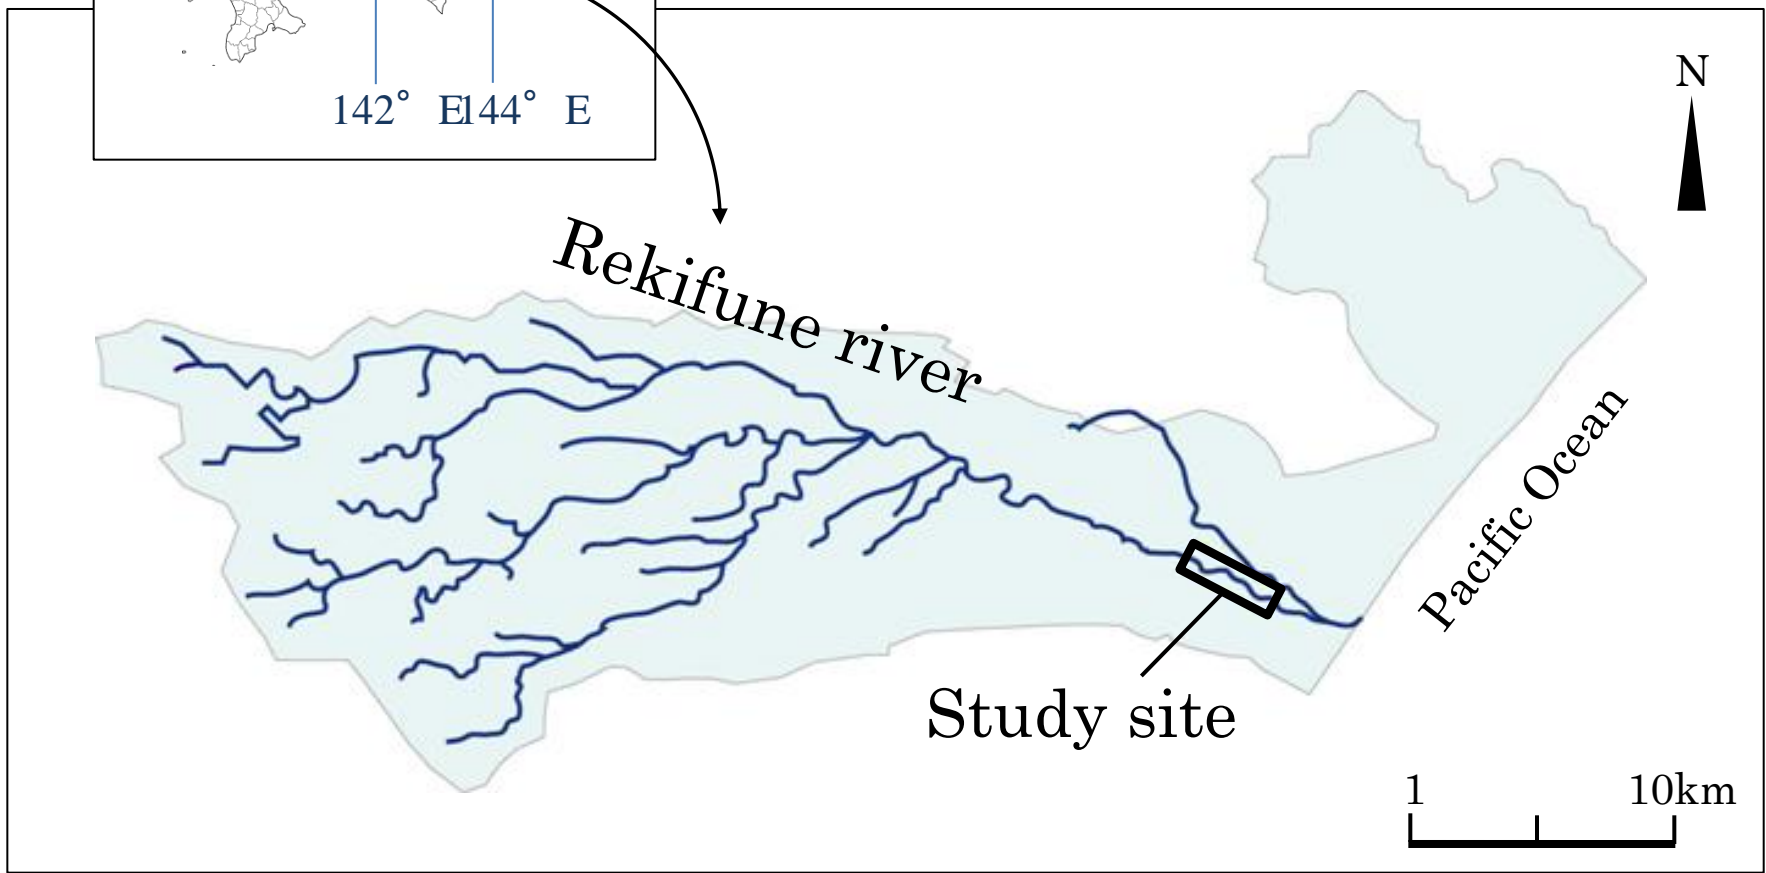 142° E144° E
N
Rekifune river
Pacific Ocean
Study site
1 10km